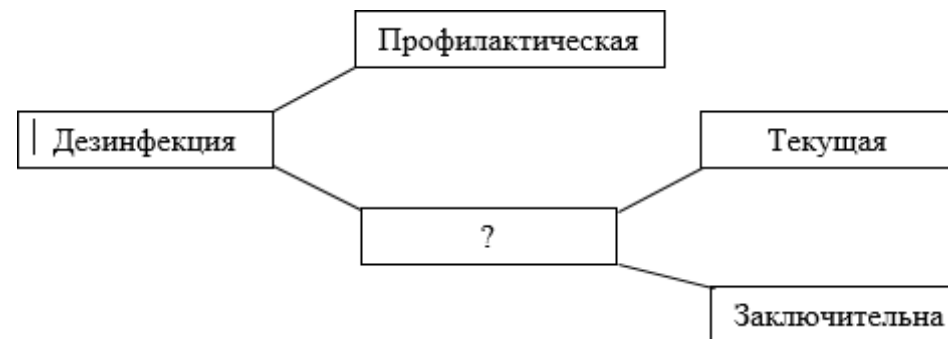 Профилактическая
Дезинфекция
Текущая
?
Заключительна